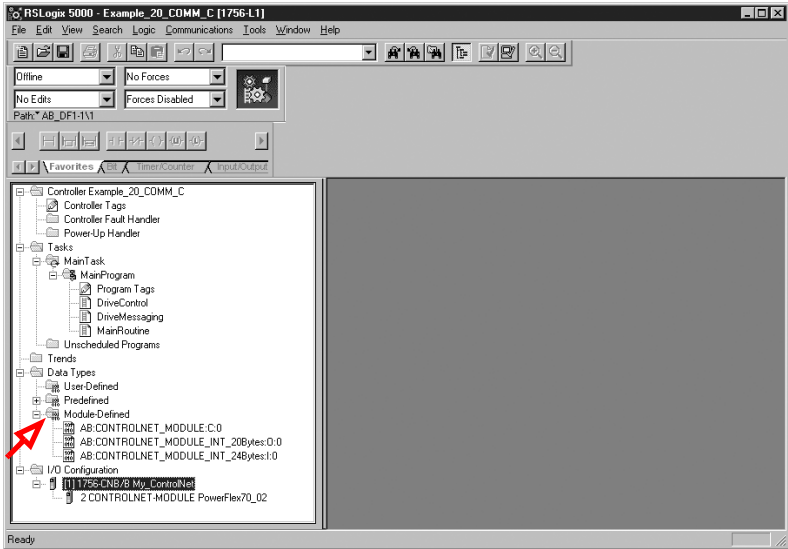 RSLogix 5000 - Example_20_COMM_C [1756-L1]
File Edit View Search Logic Communications Tools Window Help
Offline No Forces
No Edits Forces Disabled
Path:* AB_DF1-1\1
Favorites Bit Timer/Counter Input/Output
Controller Example_20_COMM_C
Controller Tags
Controller Fault Handler
Power-Up Handler
Tasks
MainTask
MainProgram
Program Tags
DriveControl
DriveMessaging
MainRoutine
Unscheduled Programs
Trends
Data Types
User-Defined
Predefined
Module-Defined
AB:CONTROLNET_MODULE:C:0
AB:CONTROLNET_MODULE_INT_20Bytes:O:0
AB:CONTROLNET_MODULE_INT_24Bytes:I:0
I/O Configuration
[1] 1756-CNB/B My_ControlNet
2 CONTROLNET-MODULE PowerFlex70_02
Ready